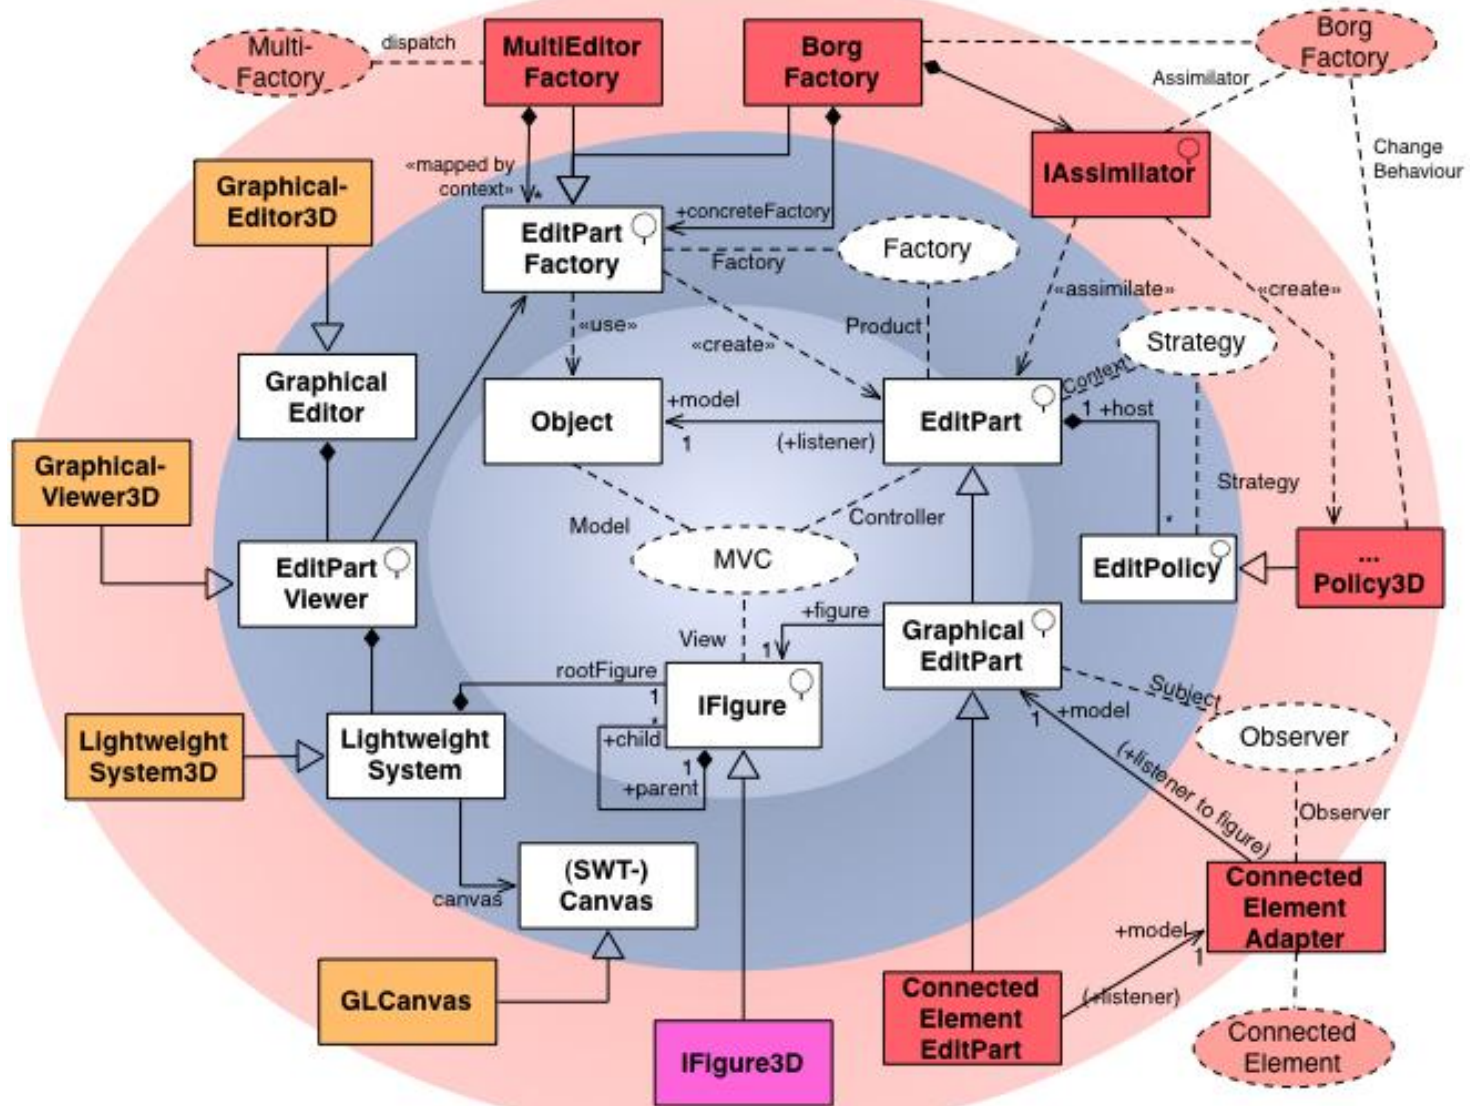 Multi-
Factory
dispatch
MultiEditor
Factory
Borg
Factory
Borg
Factory
Assimilator
Change
Behaviour
IAssimilator
«mapped by
context»
*
Graphical-
Editor3D
EditPart
Factory
+concreteFactory
Factory
Factory
«assimilate»
«create»
«use»
«create»
Product
Strategy
Context
Graphical
Editor
Object
+model
1
(+listener)
EditPart
1 +host
Graphical-
Viewer3D
Strategy
*
Model
Controller
MVC
EditPart
Viewer
EditPolicy
...
Policy3D
+figure
1
View
Graphical
EditPart
rootFigure
1
IFigure
*
+child
1
+parent
Subject
1
+model
Observer
Lightweight
System3D
Lightweight
System
(+listener to figure)
Observer
(SWT-)
Canvas
canvas
Connected
Element
Adapter
+model
1
(+listener)
GLCanvas
IFigure3D
Connected
Element
EditPart
Connected
Element